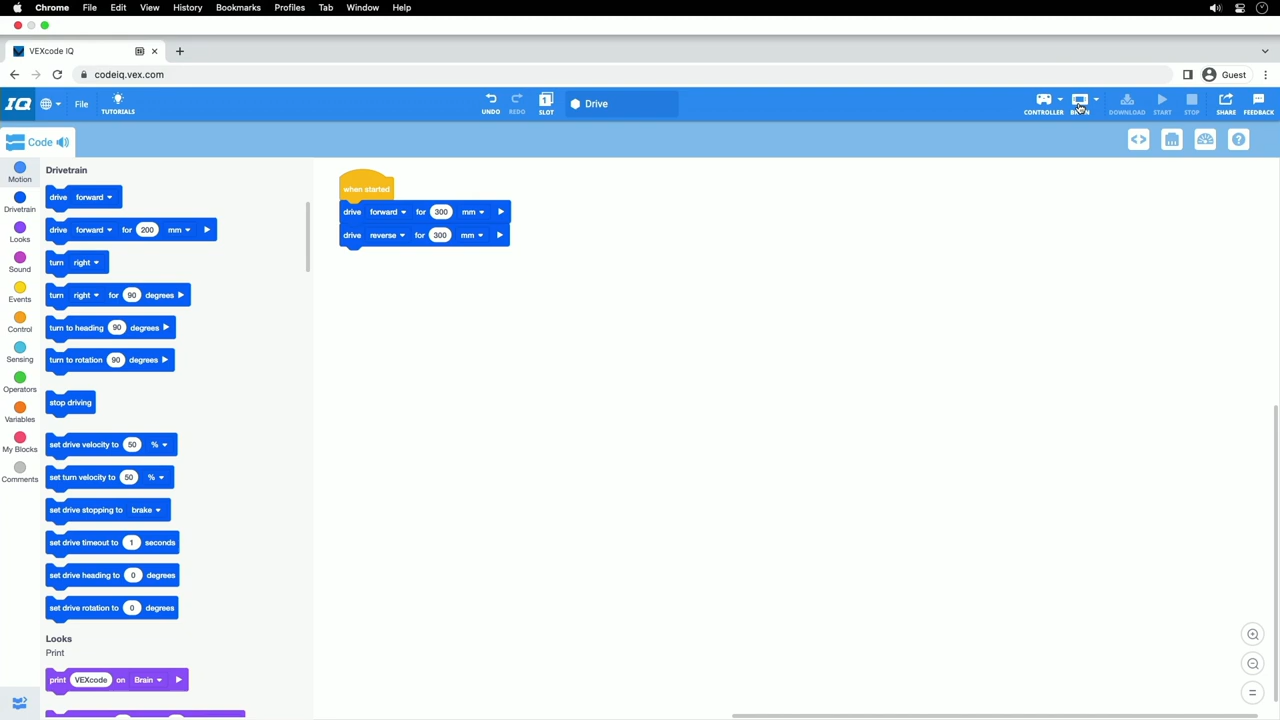 Chrome File Edit View History Bookmarks Profiles Tab Window Help
VEXcode IQ
codeiq.vex.com
Guest
IQ File TUTORIALS UNDO REDO 1 SLOT Drive CONTROLLER DOWNLOAD START STOP SHARE FEEDBACK
Code
Motion
Drivetrain
Looks
Sound
Events
Control
Sensing
Operators
Variables
My Blocks
Comments
Drivetrain
drive forward
drive forward for 200 mm
turn right
turn right for 90 degrees
turn to heading 90 degrees
turn to rotation 90 degrees
stop driving
set drive velocity to 50 %
set turn velocity to 50 %
set drive stopping to brake
set drive timeout to 1 seconds
set drive heading to 0 degrees
set drive rotation to 0 degrees
Looks
Print
print VEXcode on Brain
when started
drive forward for 300 mm
drive reverse for 300 mm